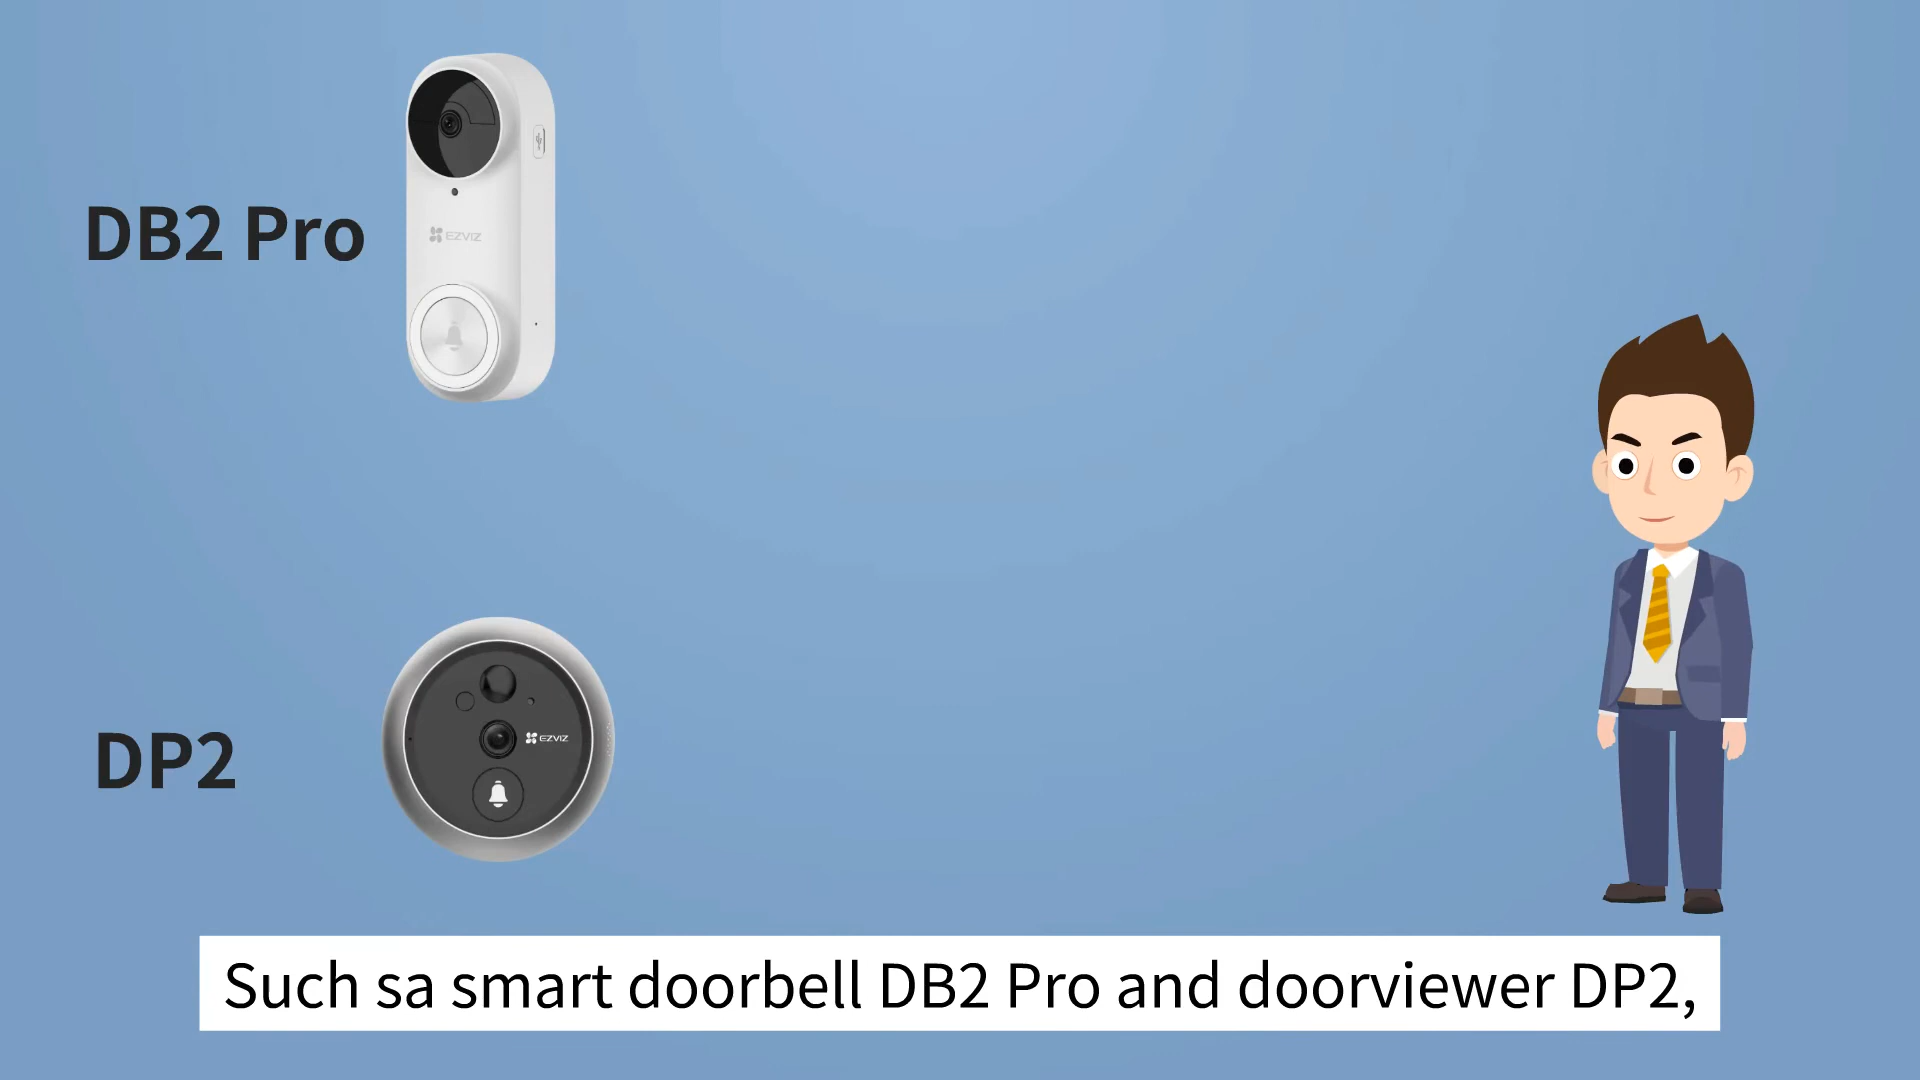 DB2 Pro
EZVIZ
DP2
EZVIZ
Such sa smart doorbell DB2 Pro and doorviewer DP2,